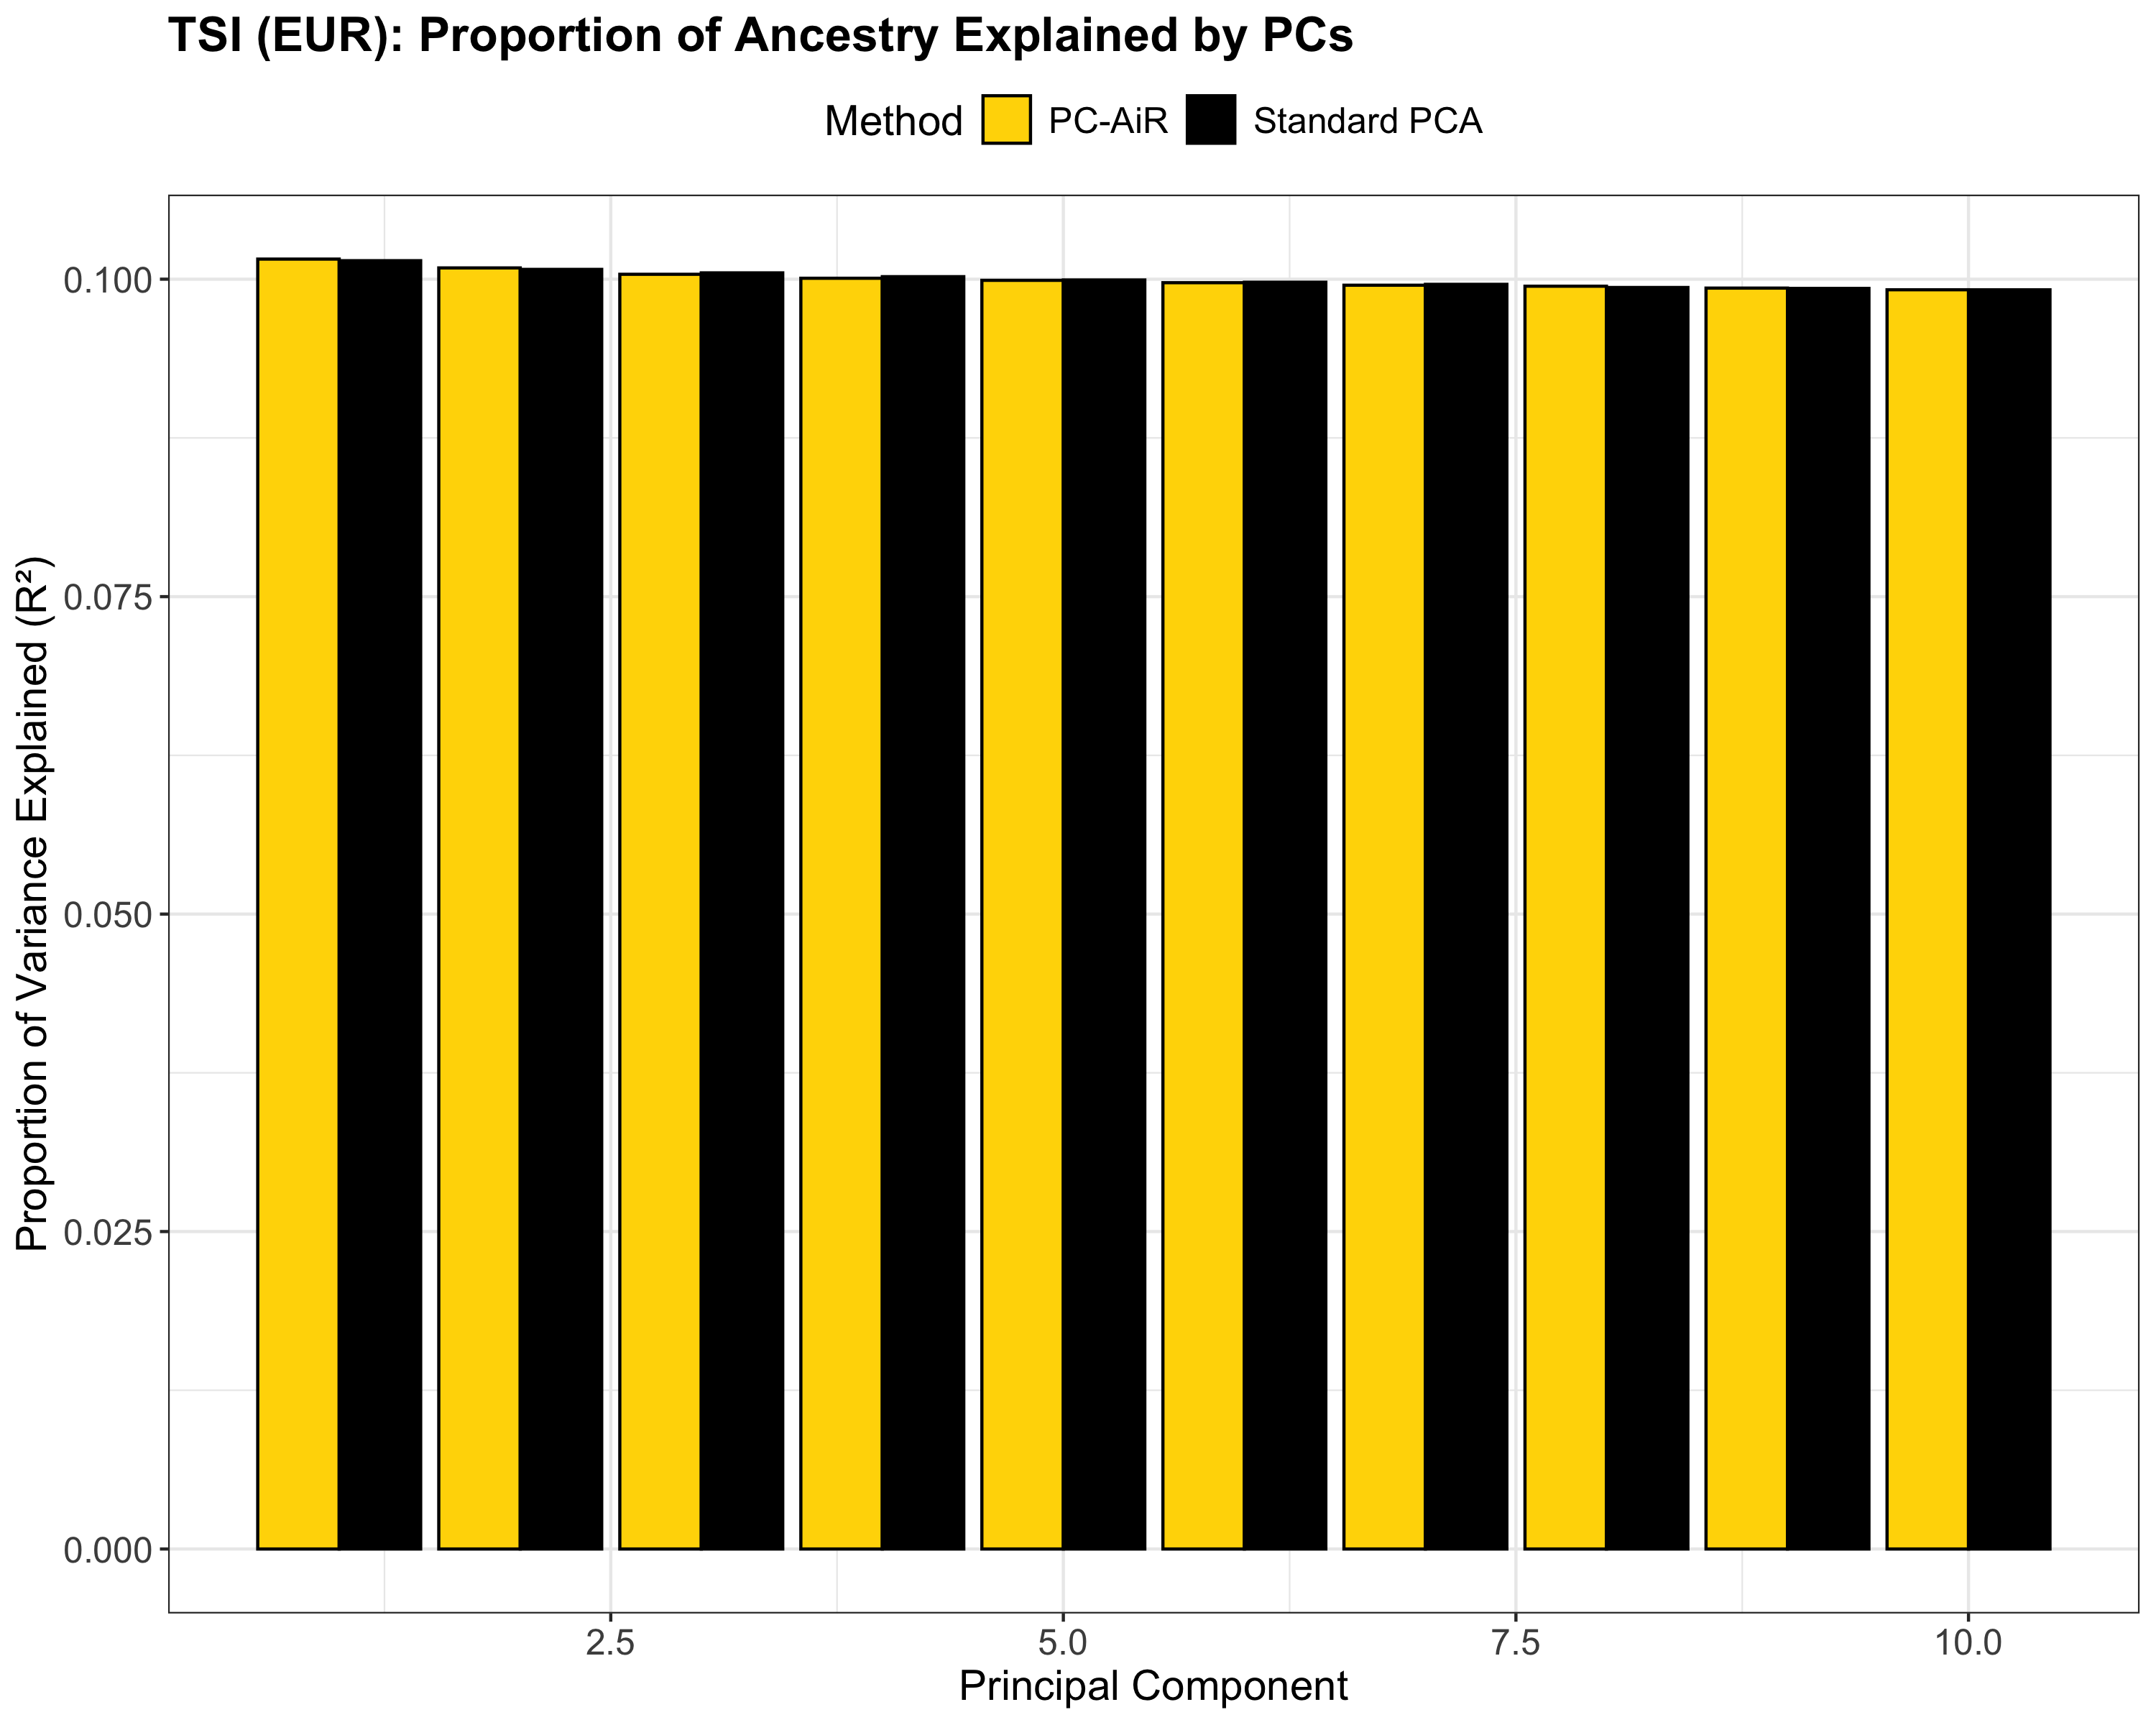 TSI (EUR): Proportion of Ancestry Explained by PCs
Method PC-AiR Standard PCA
Proportion of Variance Explained (R²)
0.100
0.075
0.050
0.025
0.000
2.5 5.0 7.5 10.0
Principal Component